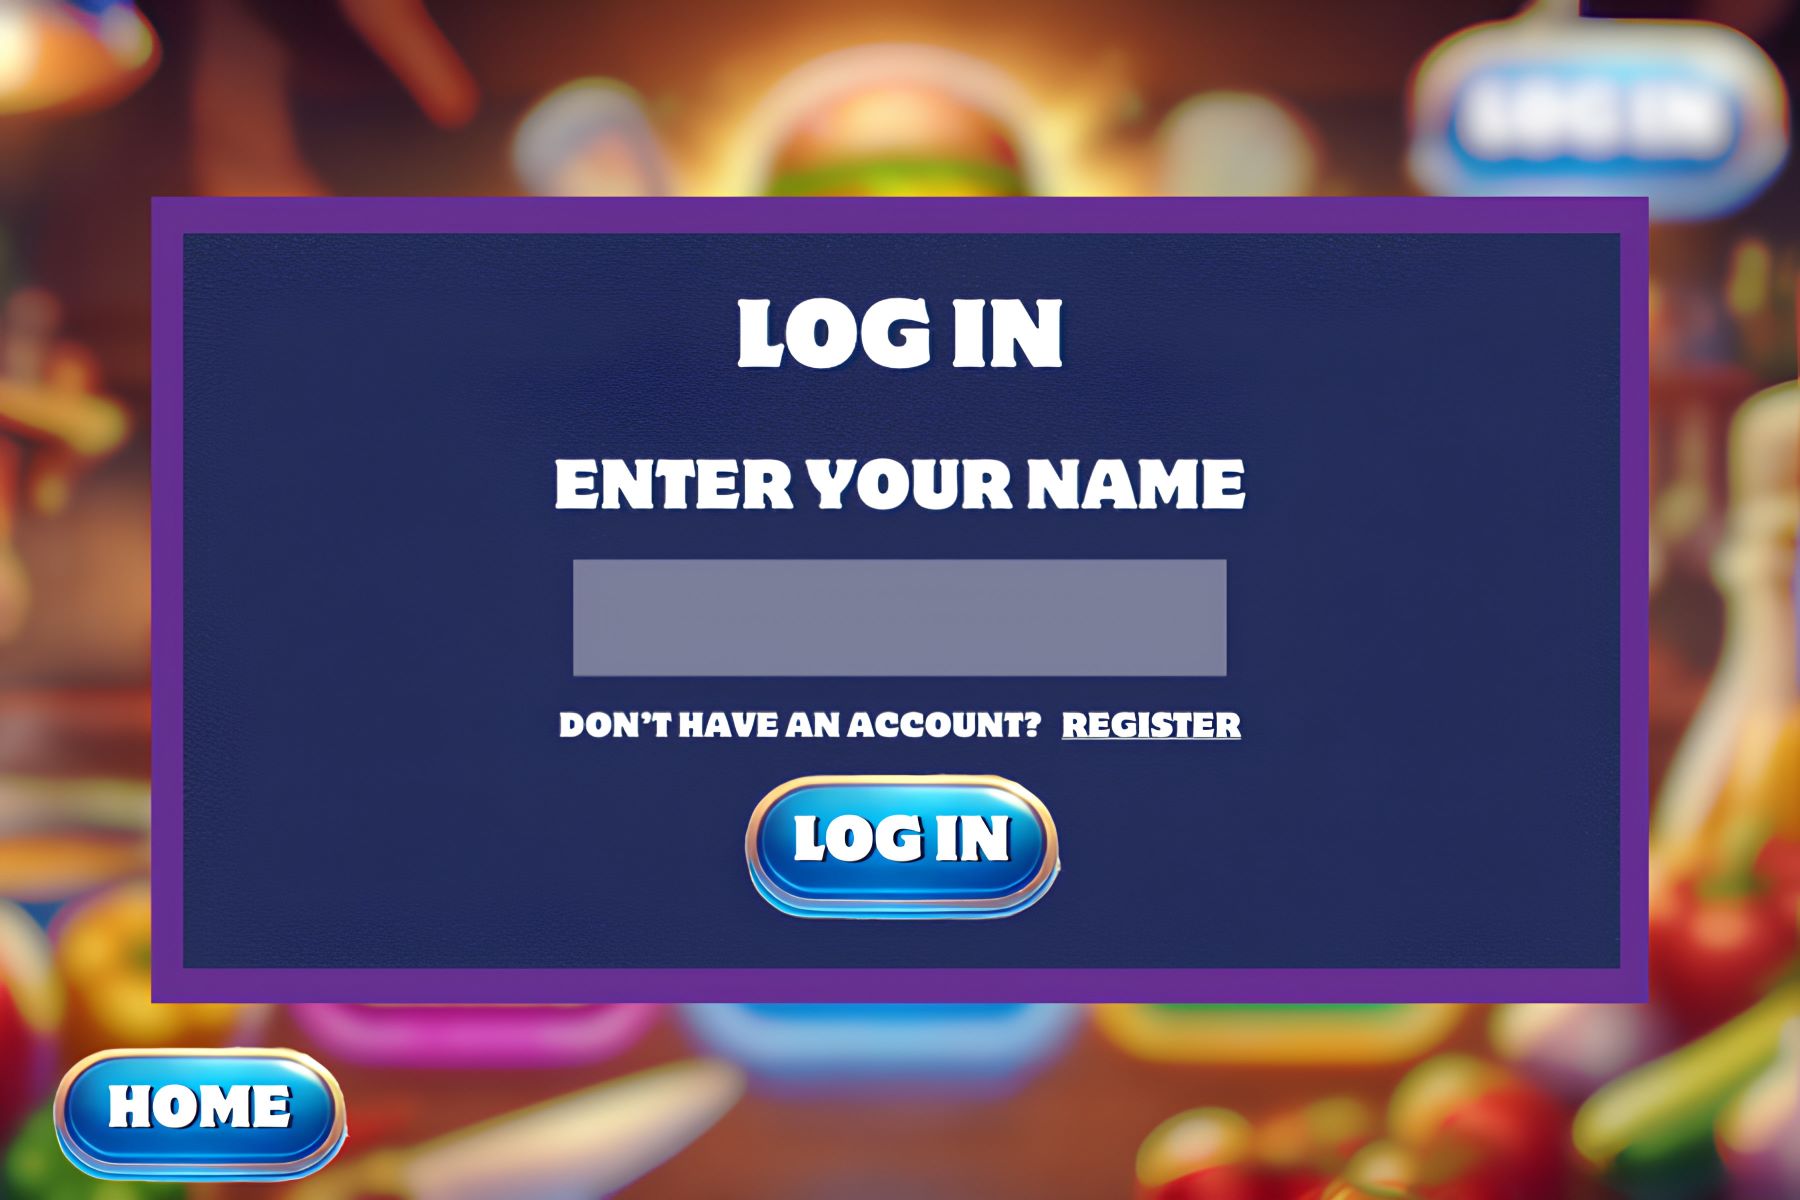 LOG IN
LOG IN
ENTER YOUR NAME
DON'T HAVE AN ACCOUNT? REGISTER
LOG IN
HOME